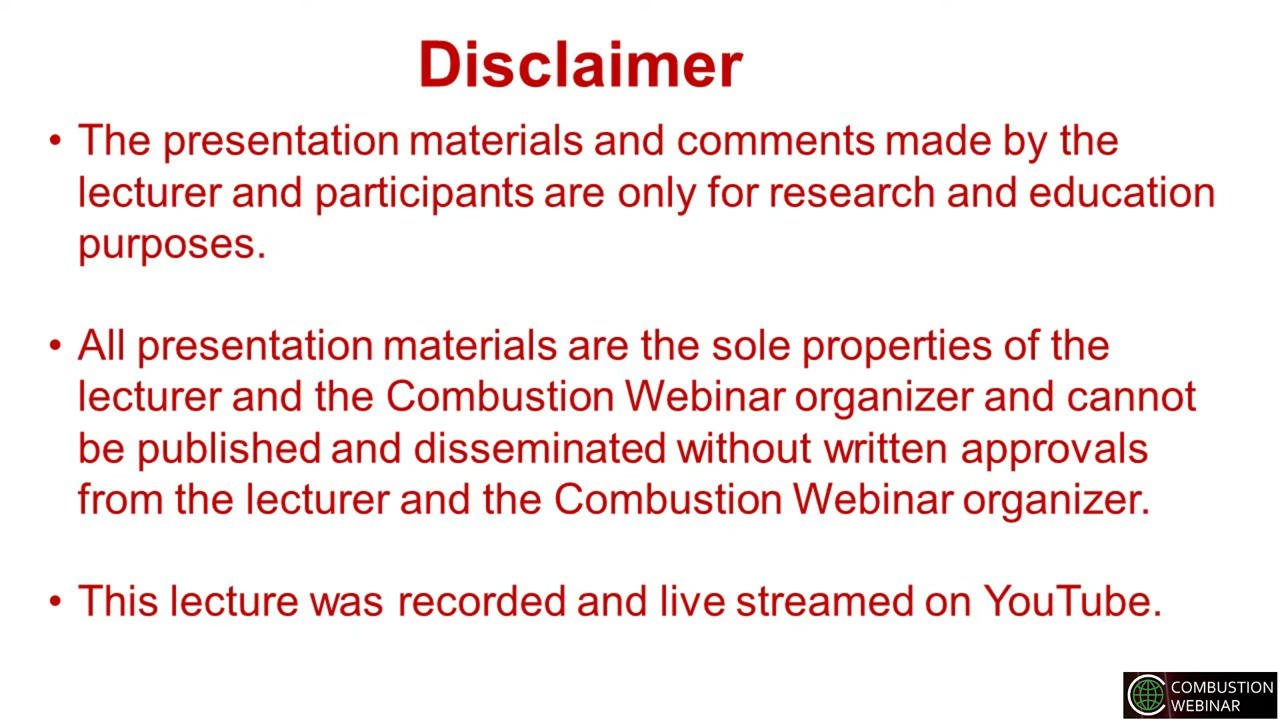 Disclaimer
• The presentation materials and comments made by the
lecturer and participants are only for research and education
purposes.
• All presentation materials are the sole properties of the
lecturer and the Combustion Webinar organizer and cannot
be published and disseminated without written approvals
from the lecturer and the Combustion Webinar organizer.
• This lecture was recorded and live streamed on YouTube.
COMBUSTION
WEBINAR